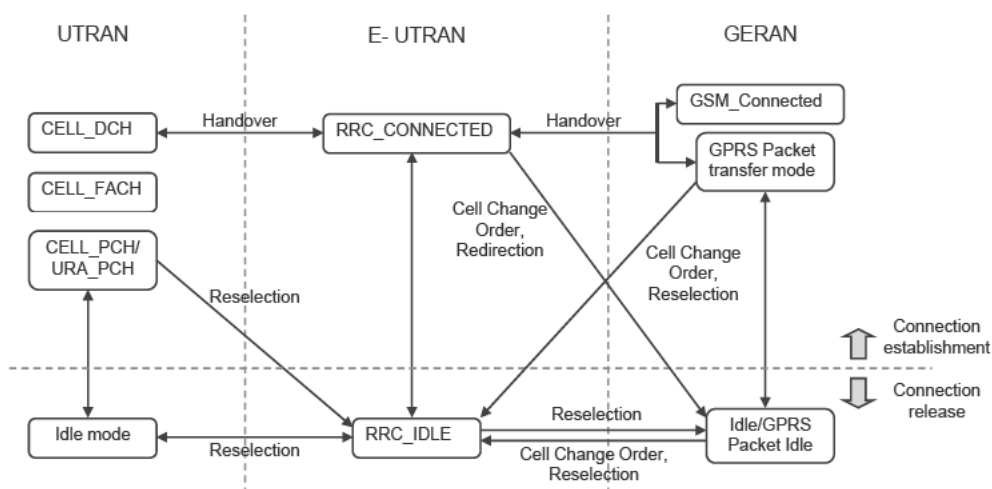 UTRAN
E- UTRAN
GERAN
GSM_Connected
CELL_DCH
Handover
RRC_CONNECTED
Handover
GPRS Packet
transfer mode
CELL_FACH
Cell Change
Order,
Redirection
CELL_PCH/
URA_PCH
Cell Change
Order,
Reselection
Reselection
Connection
establishment
Connection
release
Idle mode
Reselection
RRC_IDLE
Reselection
Cell Change Order,
Reselection
Idle/GPRS
Packet Idle